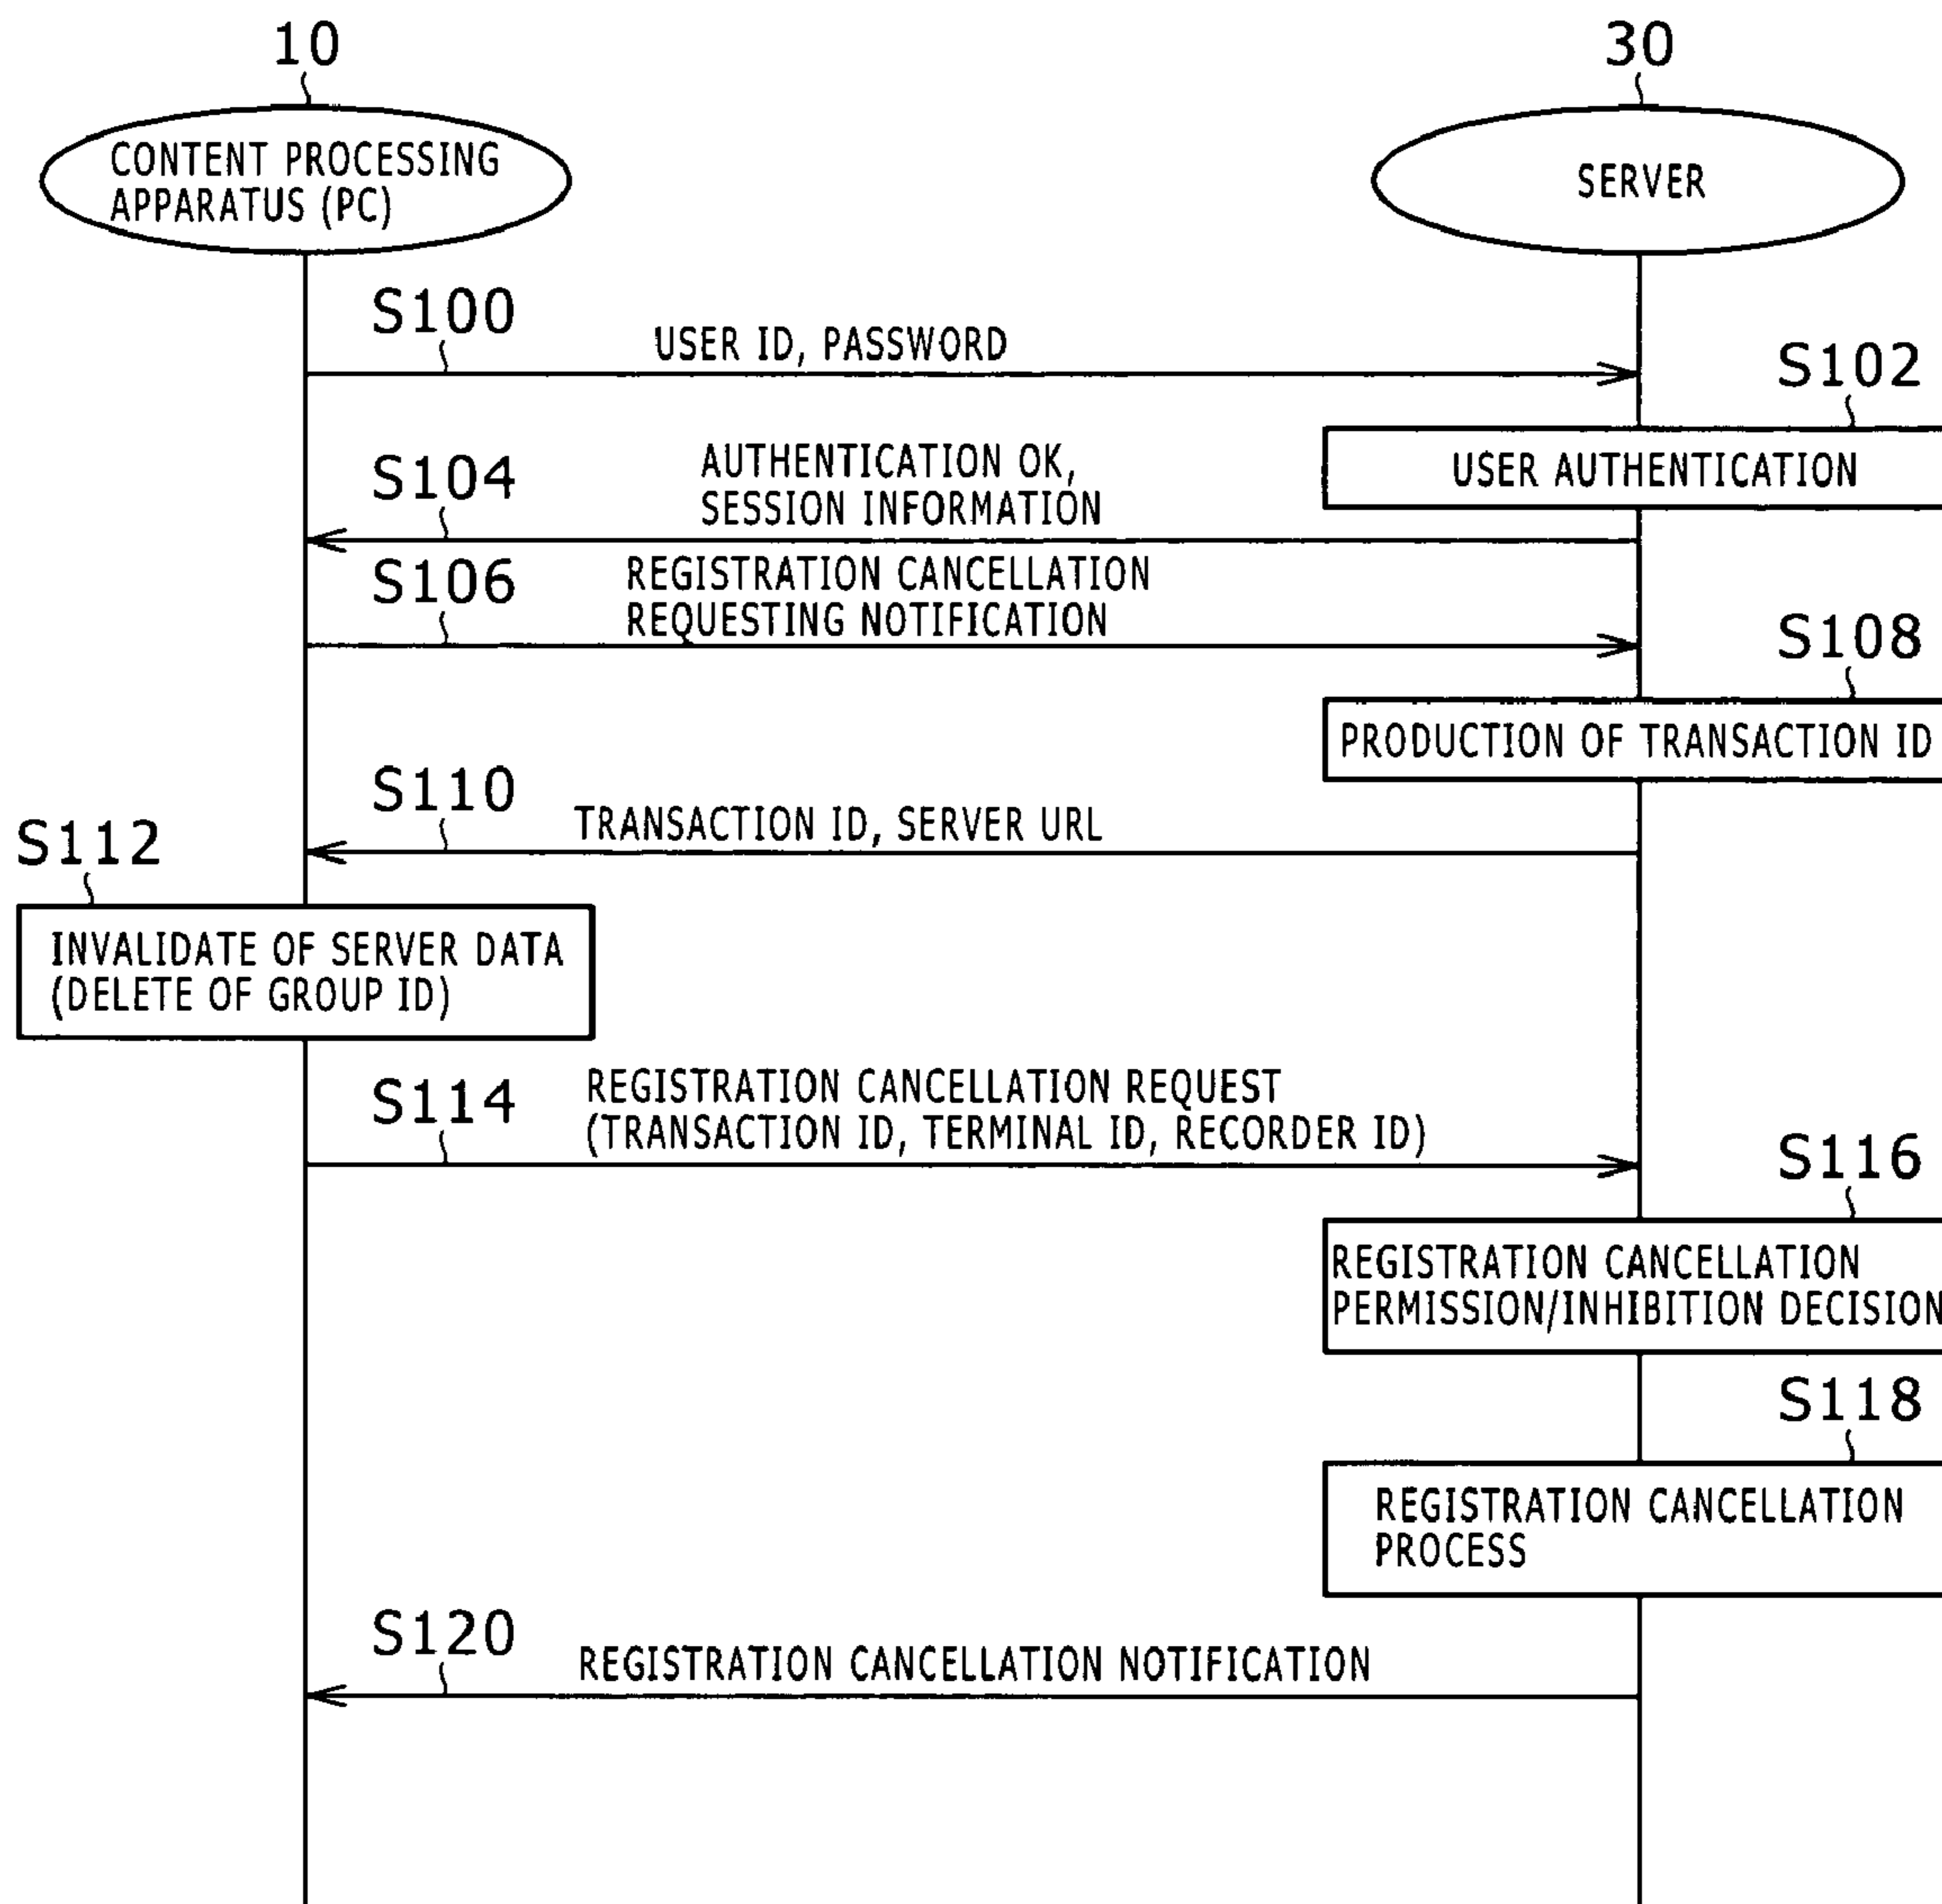 10
30
CONTENT PROCESSING
APPARATUS (PC)
SERVER
S100
USER ID, PASSWORD
S102
USER AUTHENTICATION
S104
AUTHENTICATION OK,
SESSION INFORMATION
S106
REGISTRATION CANCELLATION
REQUESTING NOTIFICATION
S108
PRODUCTION OF TRANSACTION ID
S110
TRANSACTION ID, SERVER URL
S112
INVALIDATE OF SERVER DATA
(DELETE OF GROUP ID)
S114
REGISTRATION CANCELLATION REQUEST
(TRANSACTION ID, TERMINAL ID, RECORDER ID)
S116
REGISTRATION CANCELLATION
PERMISSION/INHIBITION DECISION
S118
REGISTRATION CANCELLATION
PROCESS
S120
REGISTRATION CANCELLATION NOTIFICATION